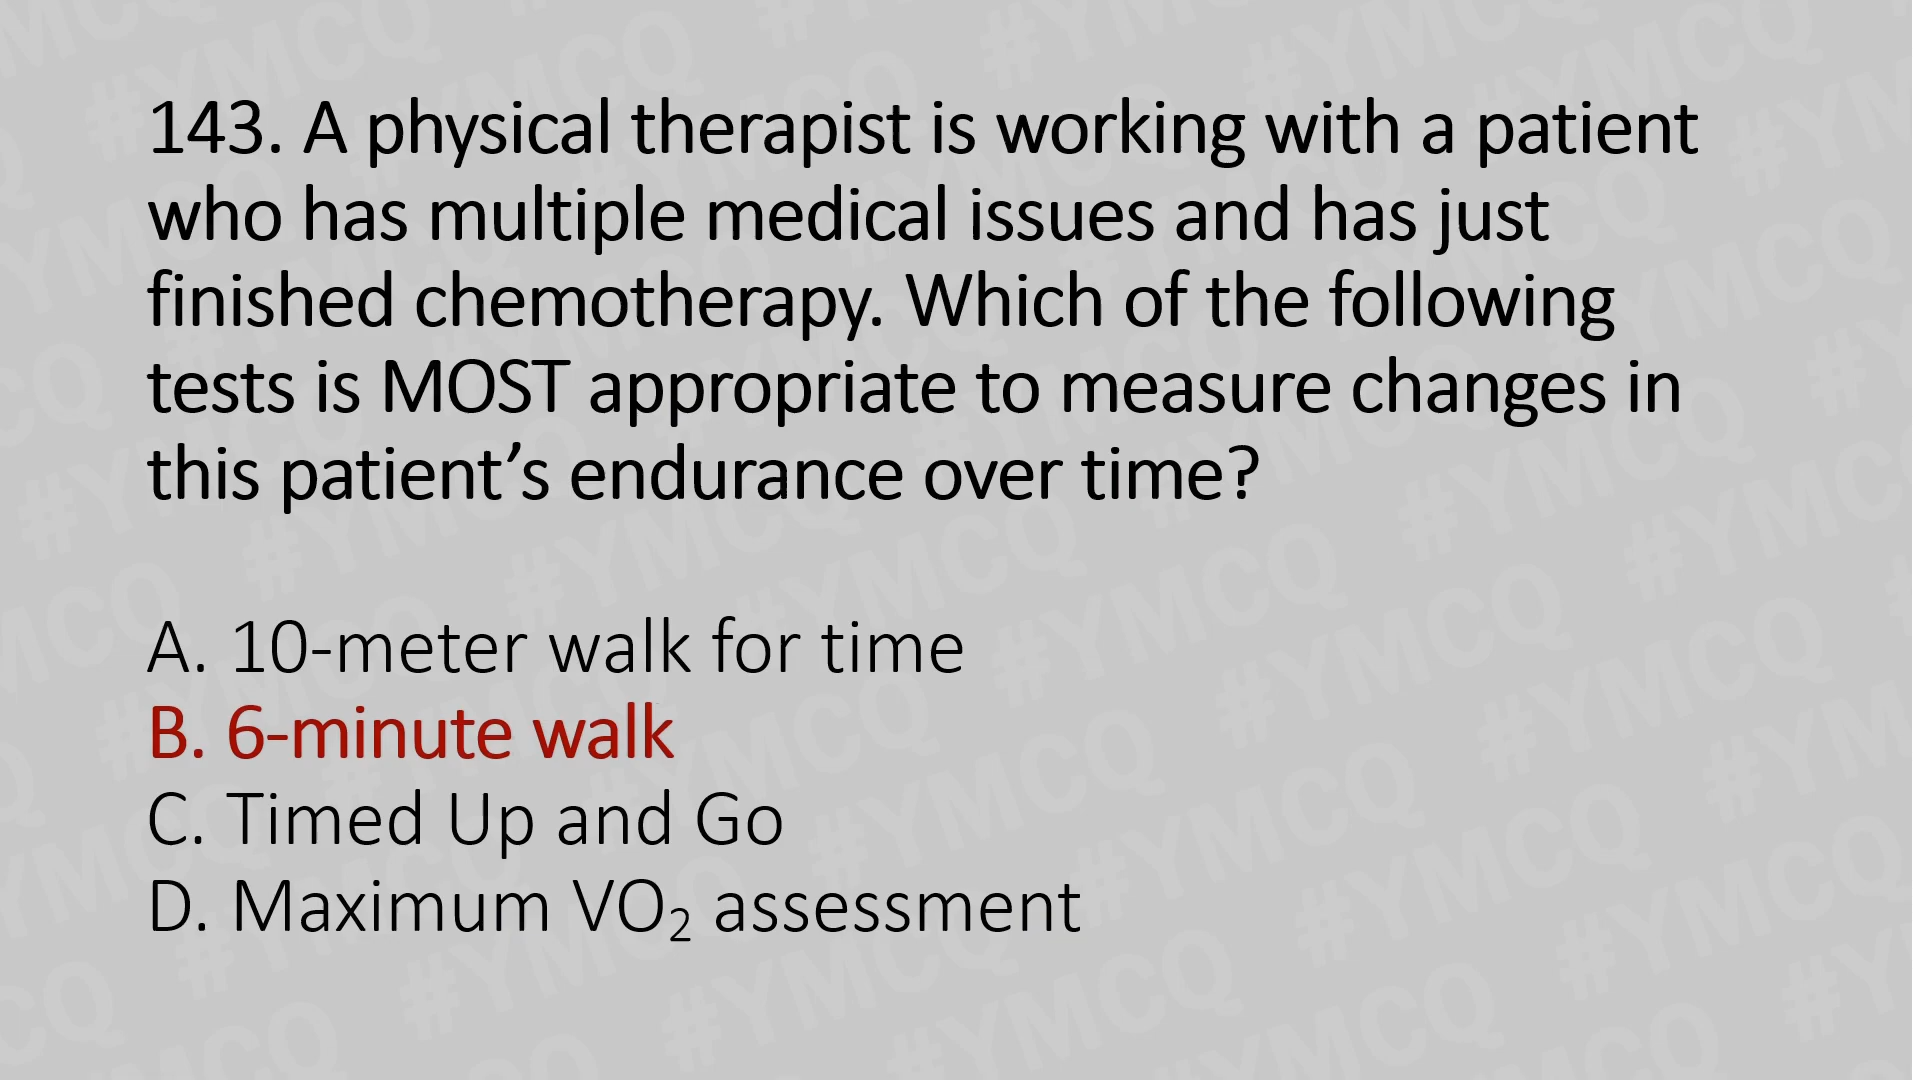 143. A physical therapist is working with a patient
who has multiple medical issues and has just
finished chemotherapy. Which of the following
tests is MOST appropriate to measure changes in
this patient’s endurance over time?
A. 10-meter walk for time
B. 6-minute walk
C. Timed Up and Go
D. Maximum VO₂ assessment
#YMCQ